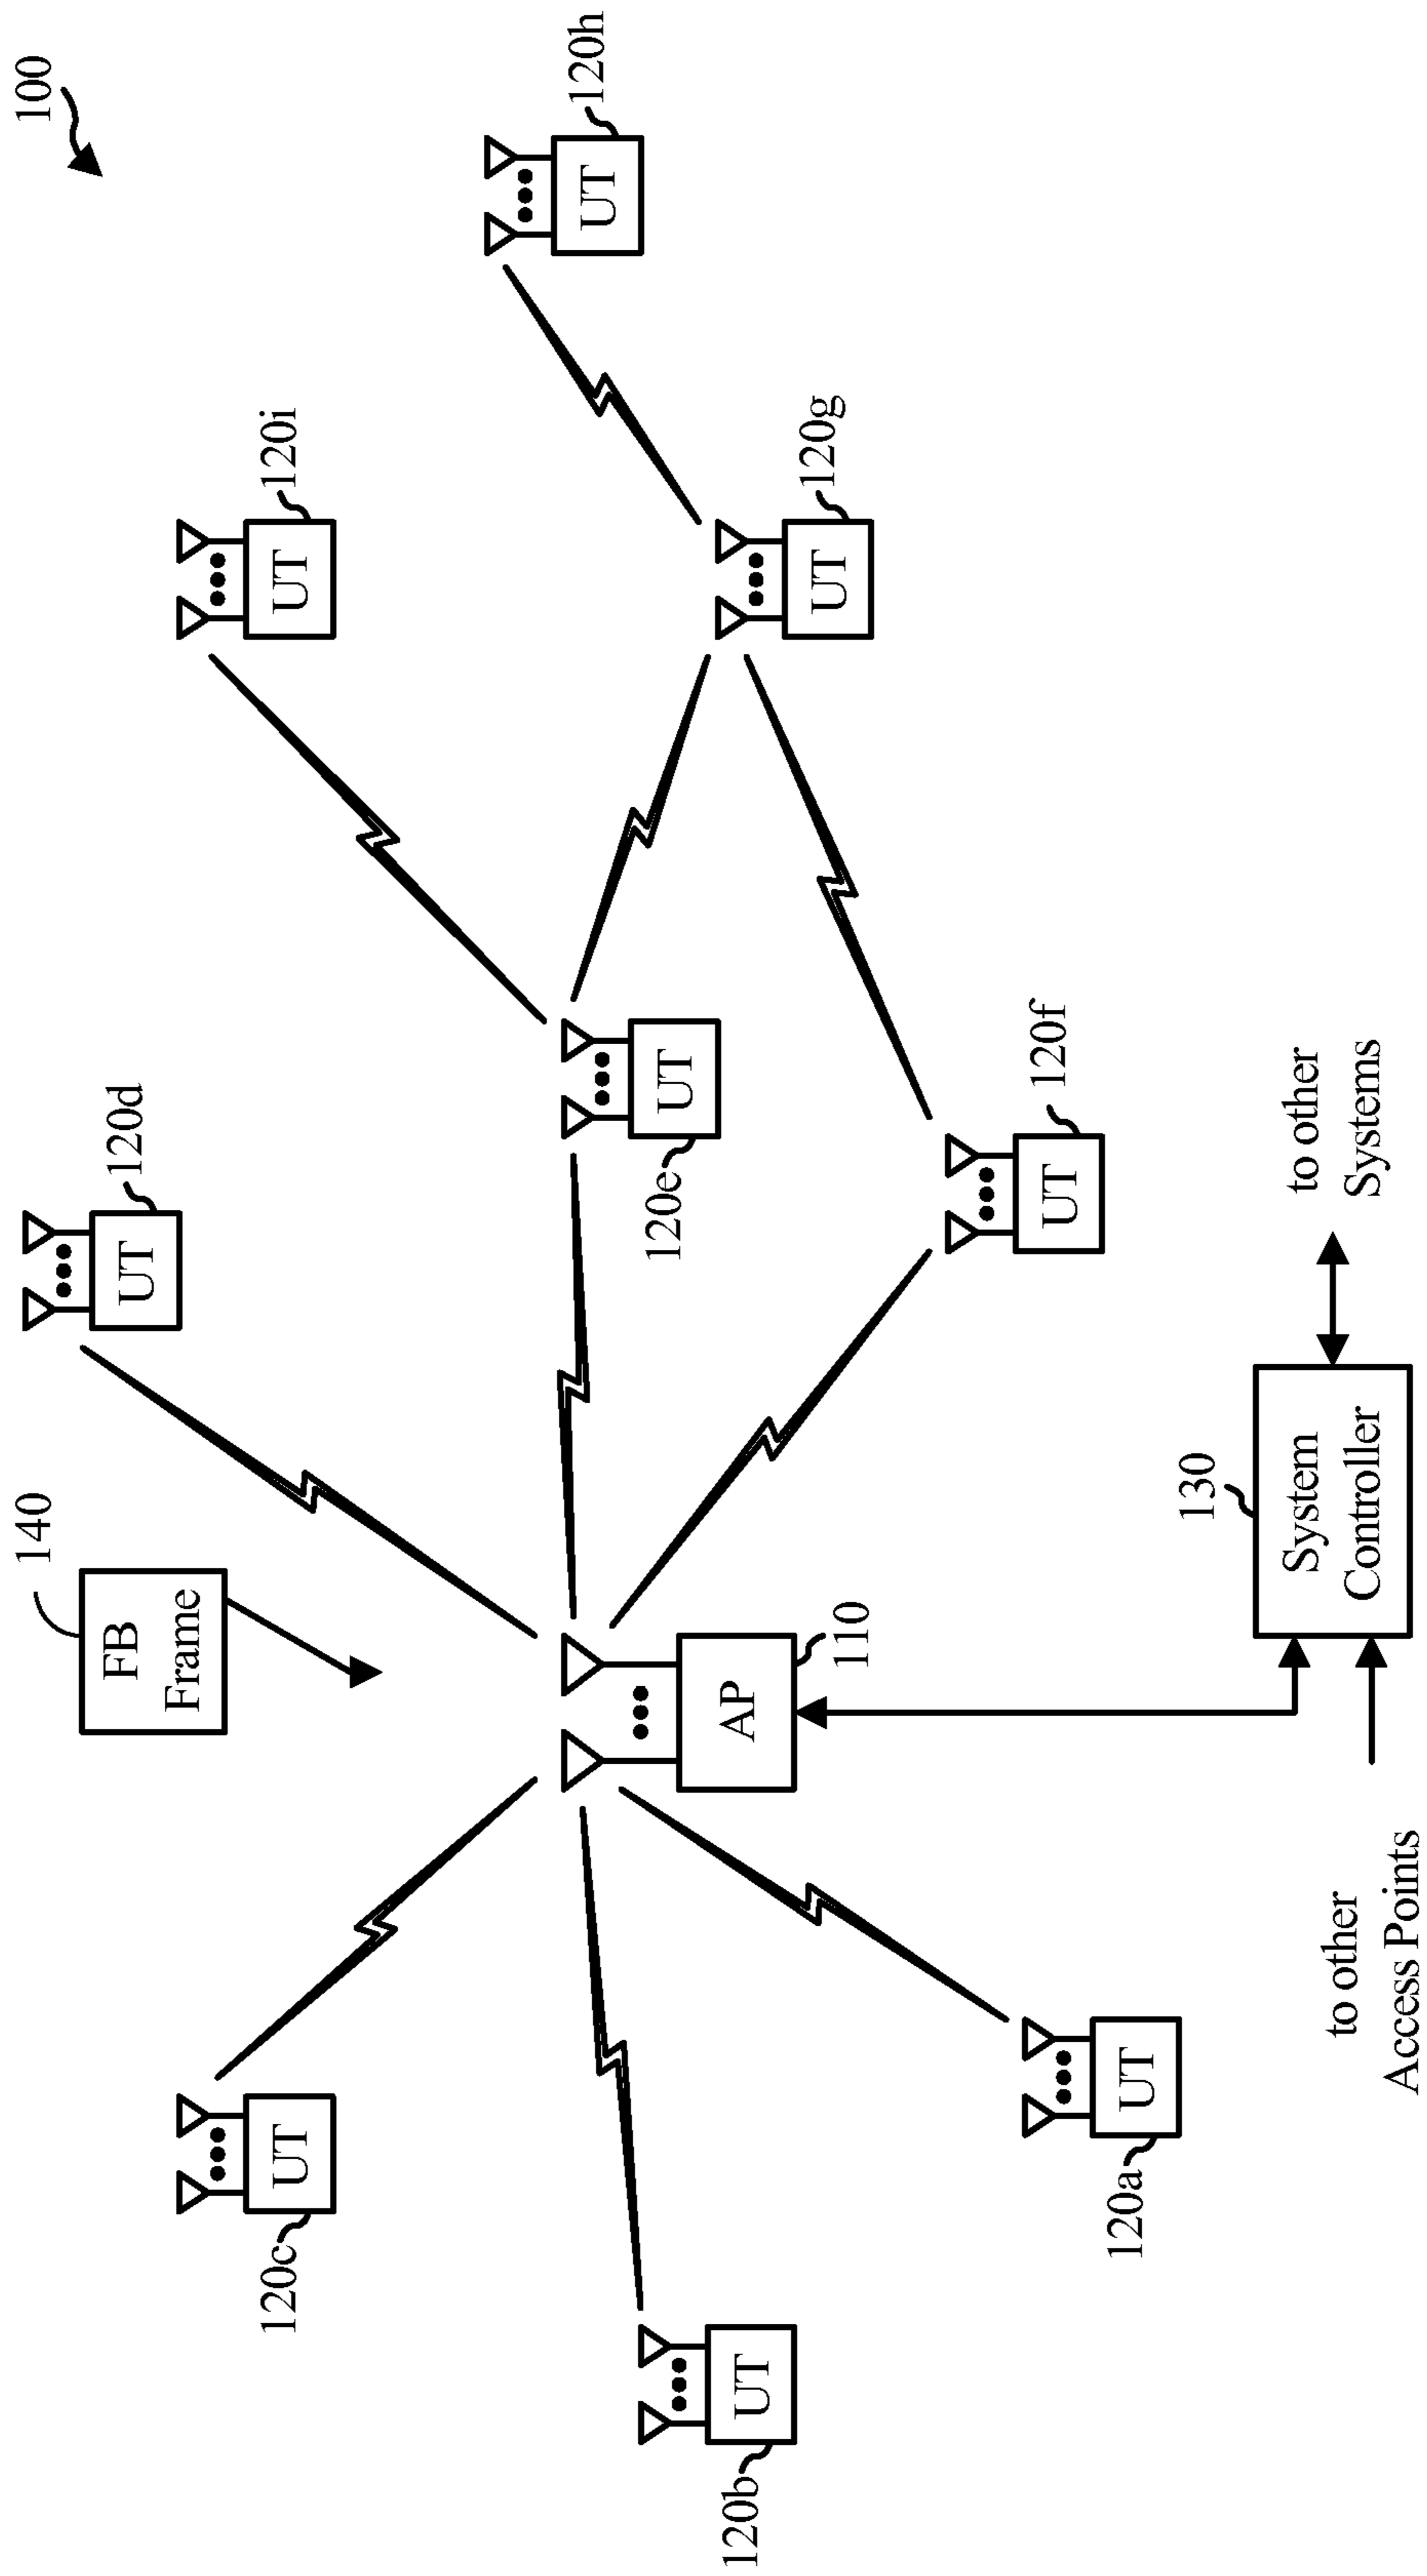 100
120d
UT
120i
UT
120c
UT
140
FB
Frame
120h
UT
120e
UT
120b
UT
AP
110
120g
UT
120f
UT
120a
UT
130
System
Controller
to other
Systems
to other
Access Points